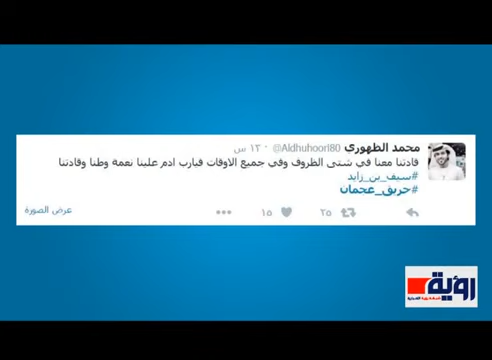 محمد الظهوري @Aldhuhoori80 · ١٣ س
قادتنا معنا في شتى الظروف وفي جميع الاوقات فيارب ادم علينا نعمة وطنا وقادتنا
#سيف_بن_زايد
#حريق_عجمان
٢٥ ١٥ •••
عرض الصورة
رؤية